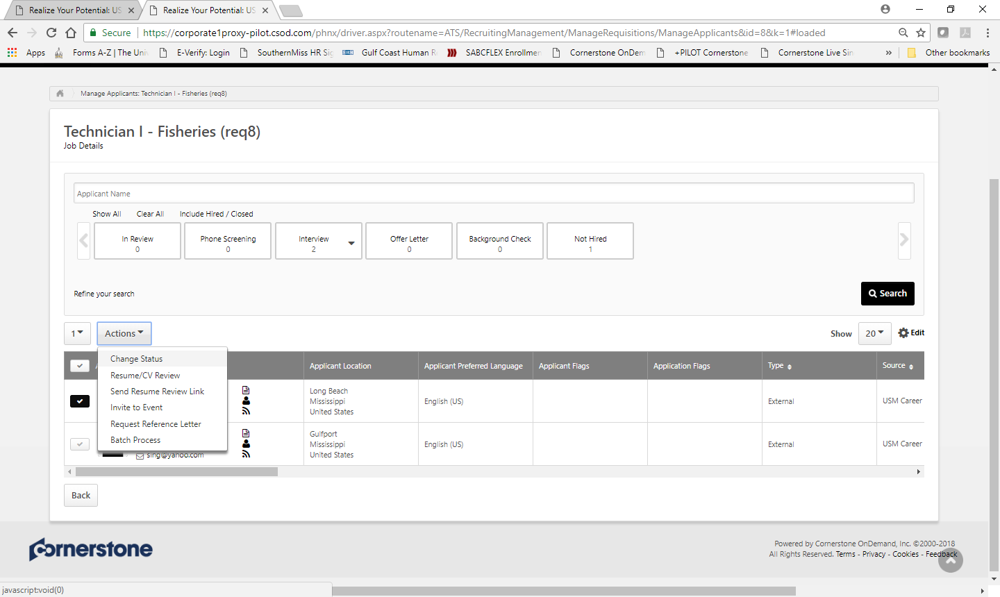 Realize Your Potential: US
Realize Your Potential: US
Secure
https://corporate1proxy-pilot.csod.com/phnx/driver.aspx?routename=ATS/RecruitingManagement/ManageRequisitions/ManageApplicants&id=8&k=1#loaded
Apps
Forms A-Z | The Uni
E-Verify: Login
SouthernMiss HR Sig
Gulf Coast Human R
SABCFLEX Enrollmen
Cornerstone OnDem
+PILOT Cornerstone
Cornerstone Live Sin
»
Other bookmarks
Manage Applicants: Technician I - Fisheries (req8)
Technician I - Fisheries (req8)
Job Details
Applicant Name
Show All Clear All Include Hired / Closed
In Review
0
Phone Screening
0
Interview
2
Offer Letter
0
Background Check
0
Not Hired
1
Refine your search
Search
1
Actions
Show 20 Edit
Change Status
Resume/CV Review
Send Resume Review Link
Invite to Event
Request Reference Letter
Batch Process
Applicant Location Applicant Preferred Language Applicant Flags Application Flags Type Source
Long Beach
Mississippi
United States
English (US)
External
USM Career
Gulfport
Mississippi
United States
English (US)
External
USM Career
sing@yahoo.com
Back
cornerstone
Powered by Cornerstone OnDemand, Inc. ©2000-2018
All Rights Reserved. Terms - Privacy - Cookies - Feedback
javascript:void(0)